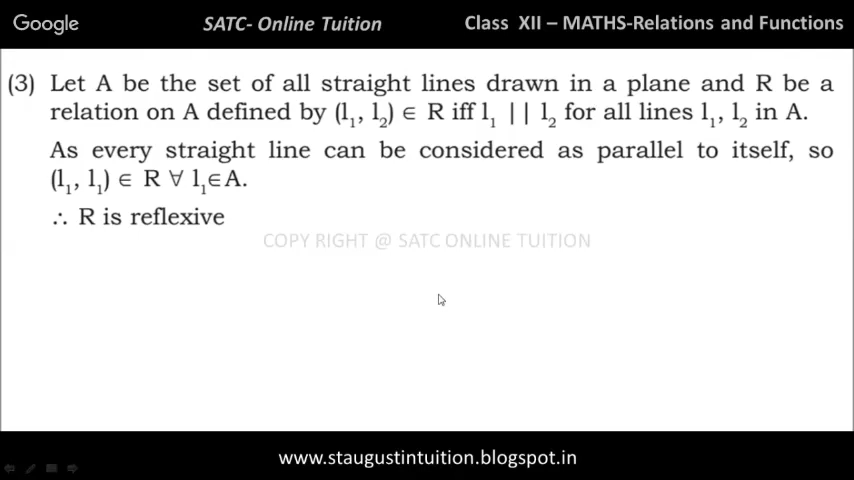 Google SATC- Online Tuition Class XII – MATHS-Relations and Functions
(3) Let A be the set of all straight lines drawn in a plane and R be a
relation on A defined by (l₁, l₂) ∈ R iff l₁ || l₂ for all lines l₁, l₂ in A.
As every straight line can be considered as parallel to itself, so
(l₁, l₁) ∈ R ∀ l₁∈A.
∴ R is reflexive
COPY RIGHT @ SATC ONLINE TUITION
www.staugustintuition.blogspot.in